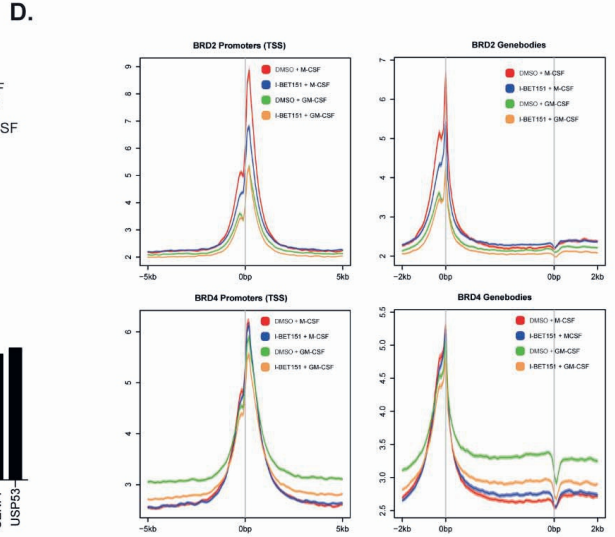 D.
SF
BRD2 Promoters (TSS)
9
8
7
6
5
4
3
2
DMSO + M-CSF
I-BET151 + M-CSF
DMSO + GM-CSF
I-BET151 + GM-CSF
−5kb 0bp 5kb
BRD2 Genebodies
7
6
5
4
3
2
DMSO + M-CSF
I-BET151 + M-CSF
DMSO + GM-CSF
I-BET151 + GM-CSF
−2kb 0bp 0bp 2kb
BRD4 Promoters (TSS)
6
5
4
3
DMSO + M-CSF
I-BET151 + M-CSF
DMSO + GM-CSF
I-BET151 + GM-CSF
−5kb 0bp 5kb
BRD4 Genebodies
5.5
5.0
4.5
4.0
3.5
3.0
2.5
DMSO + M-CSF
I-BET151 + MCSF
DMSO + GM-CSF
I-BET151 + GM-CSF
−2kb 0bp 0bp 2kb
USP53